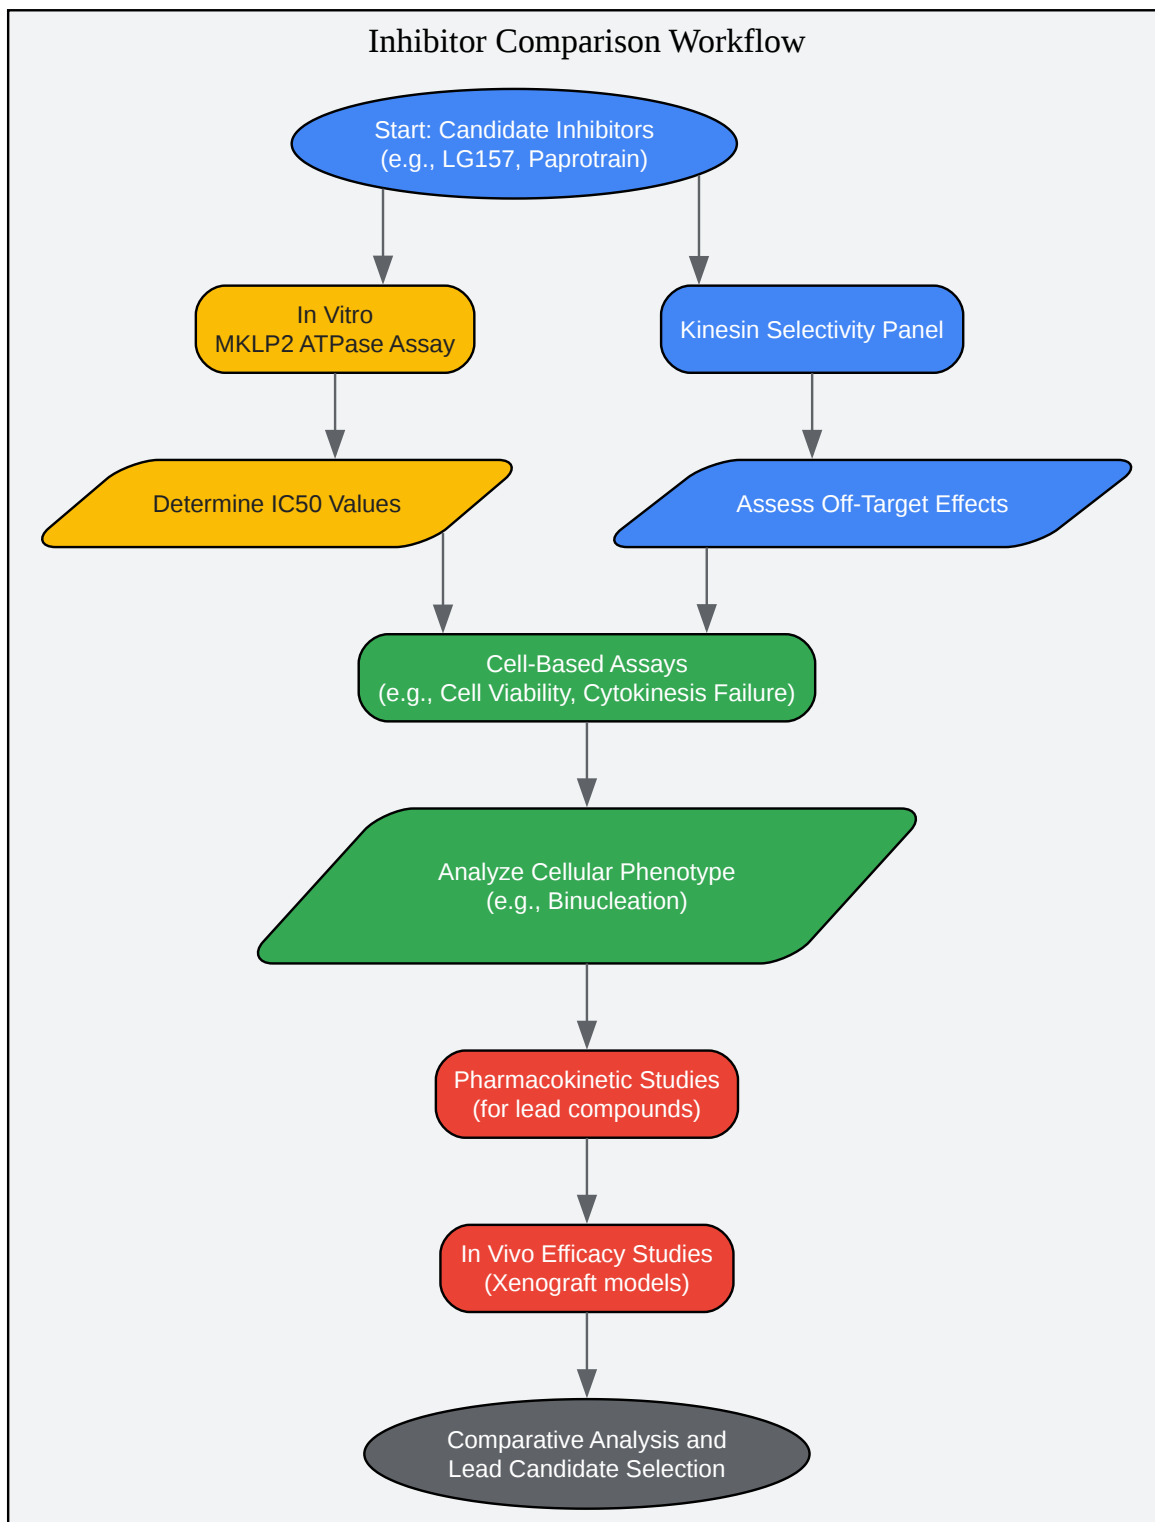 Inhibitor Comparison Workflow
Start: Candidate Inhibitors
(e.g., LG157, Paprotrain)
In Vitro
MKLP2 ATPase Assay
Kinesin Selectivity Panel
Determine IC50 Values
Assess Off-Target Effects
Cell-Based Assays
(e.g., Cell Viability, Cytokinesis Failure)
Analyze Cellular Phenotype
(e.g., Binucleation)
Pharmacokinetic Studies
(for lead compounds)
In Vivo Efficacy Studies
(Xenograft models)
Comparative Analysis and
Lead Candidate Selection